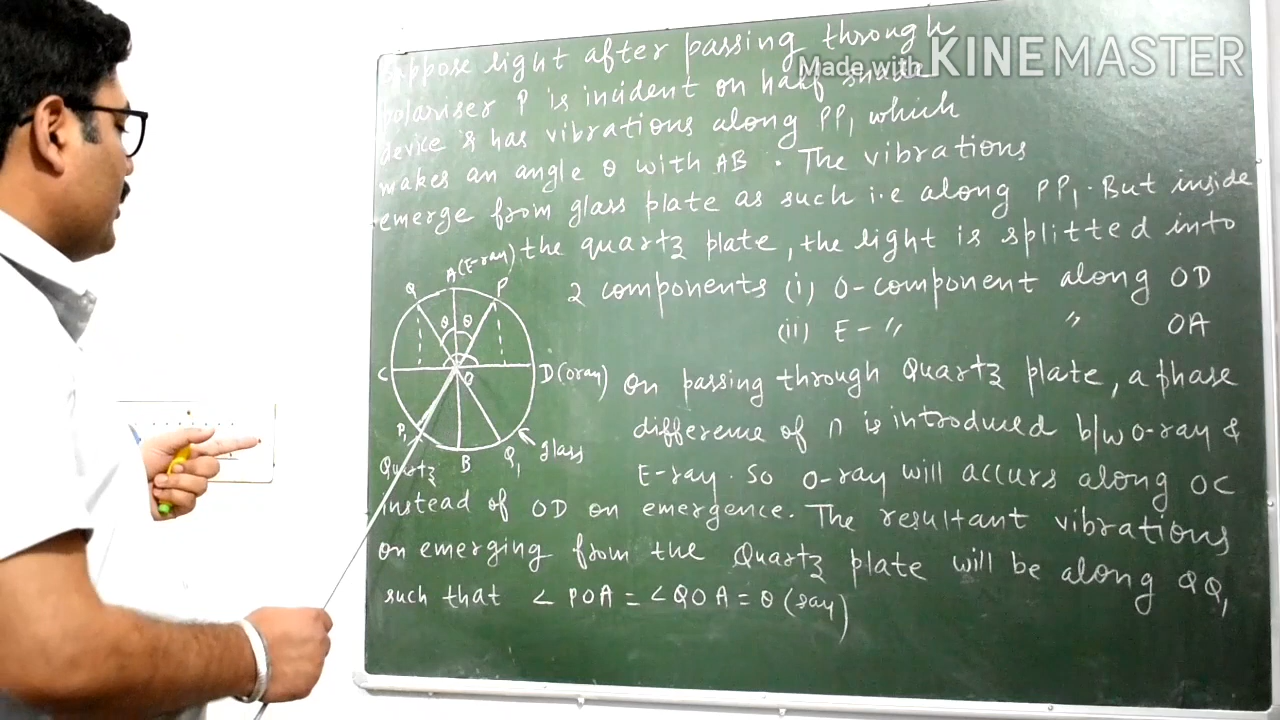 suppose light after passing through
Made with KINEMASTER
polariser P is incident on half shade
device & has vibrations along PP1 which
makes an angle θ with AB. The vibrations
emerge from glass plate as such i.e along PP1. But inside
the quartz plate, the light is splitted into
2 components (i) O-component along OD
(ii) E- " " OA
A (E-ray)
Q P
θ θ
C O D (O ray)
P1 B Q1 glass
Quartz
On passing through Quartz plate, a phase
difference of π is introduced b/w O-ray &
E-ray. So O-ray will accurs along OC
instead of OD on emergence. The resultant vibrations
on emerging from the Quartz plate will be along QQ1
such that ∠POA = ∠QOA = θ (say)